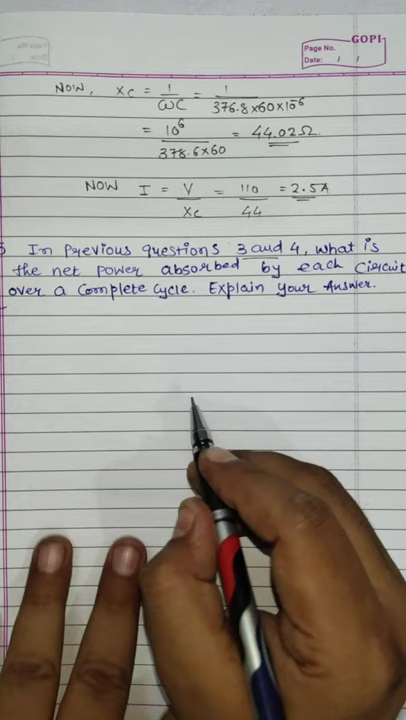 GOPI
Page No.
Date: / /
NOW, XC = 1/ωC = 1/376.8×60×10⁻⁶
= 10⁶/378.6×60 = 44.02Ω
NOW I = V/XC = 110/44 = 2.5A
In Previous questions 3 and 4, what is
the net power absorbed by each Circuit
over a Complete cycle. Explain your Answer.